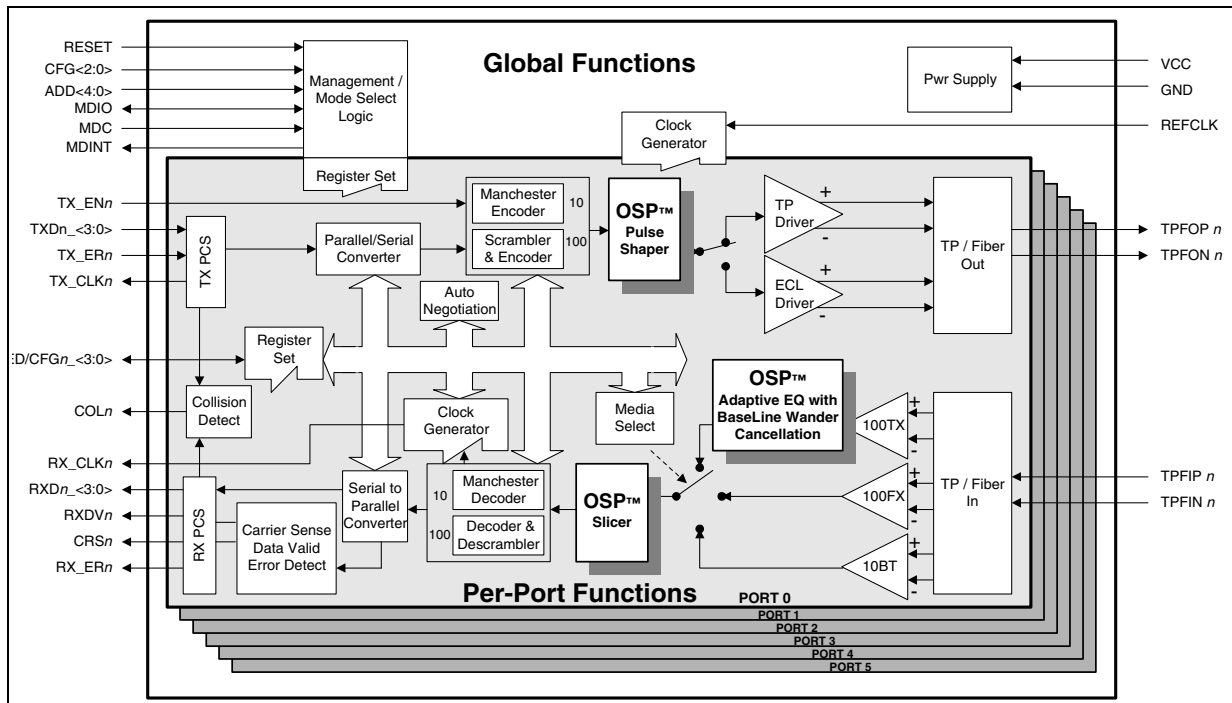 RESET
CFG<2:0>
ADD<4:0>
MDIO
MDC
MDINT
Management /
Mode Select
Logic
Register Set
Global Functions
Pwr Supply
VCC
GND
REFCLK
Clock
Generator
TX_ENn
TXDn_<3:0>
TX_ERn
TX_CLKn
TX PCS
Parallel/Serial
Converter
Manchester
Encoder
10
Scrambler
& Encoder
100
OSP™
Pulse
Shaper
TP
Driver
+
-
ECL
Driver
+
-
TP / Fiber
Out
TPFOP n
TPFON n
Auto
Negotiation
Register
Set
ED/CFGn_<3:0>
COLn
Collision
Detect
Clock
Generator
Media
Select
OSP™
Adaptive EQ with
BaseLine Wander
Cancellation
100TX
+
-
100FX
+
-
10BT
+
-
TP / Fiber
In
TPFIP n
TPFIN n
RX_CLKn
RXDn_<3:0>
RXDVn
CRSn
RX_ERn
RX PCS
Carrier Sense
Data Valid
Error Detect
Serial to
Parallel
Converter
10
Manchester
Decoder
100
Decoder &
Descrambler
OSP™
Slicer
Per-Port Functions
PORT 0
PORT 1
PORT 2
PORT 3
PORT 4
PORT 5